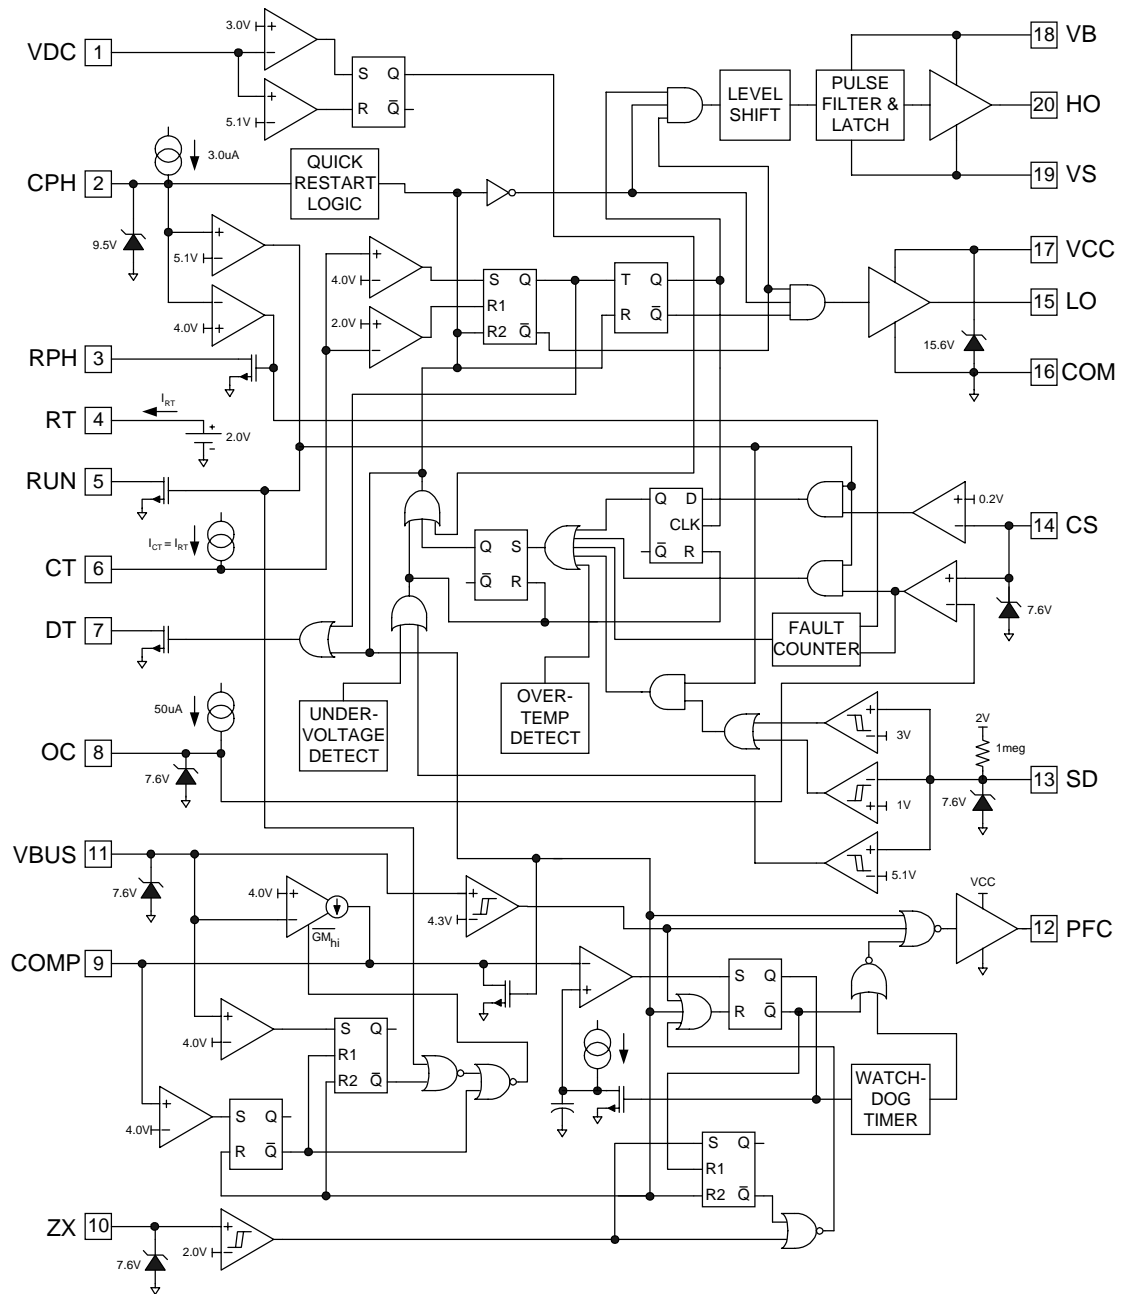 VDC 1
3.0V
5.1V
S Q
R Q̅
LEVEL
SHIFT
PULSE
FILTER &
LATCH
18 VB
20 HO
19 VS
CPH 2
3.0uA
9.5V
QUICK
RESTART
LOGIC
5.1V
4.0V
4.0V
2.0V
S Q
R1
R2 Q̅
T Q
R Q̅
17 VCC
15 LO
15.6V
16 COM
RPH 3
RT 4
IRT
2.0V
RUN 5
ICT = IRT
CT 6
DT 7
50uA
OC 8
7.6V
UNDER-
VOLTAGE
DETECT
Q S
Q̅ R
OVER-
TEMP
DETECT
Q D
CLK
Q̅ R
FAULT
COUNTER
0.2V
14 CS
7.6V
3V
1V
5.1V
2V
1meg
13 SD
7.6V
VBUS 11
7.6V
4.0V
GM̅hi
4.3V
COMP 9
VCC
12 PFC
4.0V
S Q
R1
R2 Q̅
4.0V
S Q
R Q̅
S Q
R Q̅
WATCH-
DOG
TIMER
S Q
R1
R2 Q̅
ZX 10
2.0V
7.6V